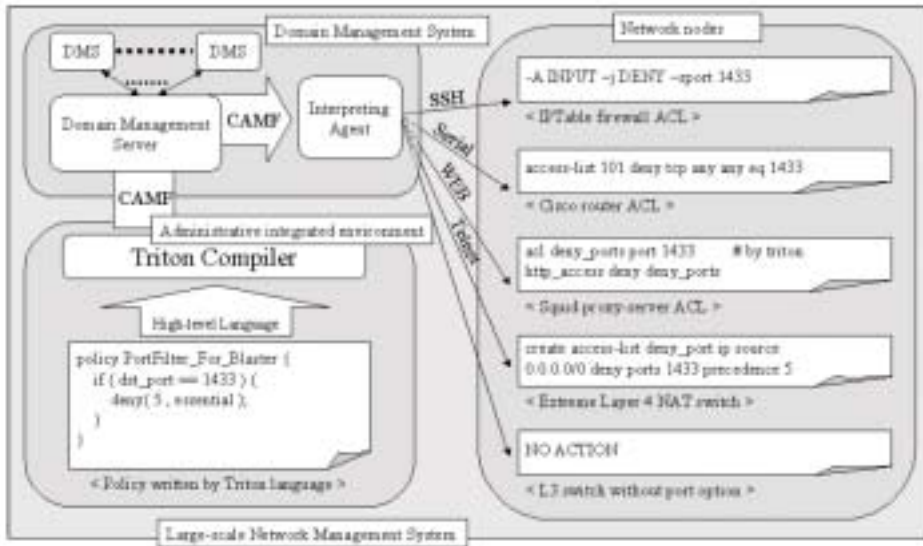 Domain Management System
DMS
DMS
Domain Management
Server
CAMF
Interpreting
Agent
CAMF
Administrative integrated environment
Triton Compiler
High-level Language
policy PortFilter_For_Blaster {
if ( dst_port == 1433 ) {
deny( 5 , essential );
}
}
< Policy written by Triton language >
Large-scale Network Management System
SSH
Serial
WEB
Telnet
Network nodes
-A INPUT -j DENY -sport 1433
< IPTable firewall ACL >
access-list 101 deny tcp any any eq 1433
< Cisco router ACL >
acl deny_ports port 1433 # by triton
http_access deny deny_ports
< Squid proxy-server ACL >
create access-list deny_port ip source
0.0.0.0/0 deny ports 1433 precedence 5
< Extreme Layer 4 NAT switch >
NO ACTION
< L3 switch without port option >